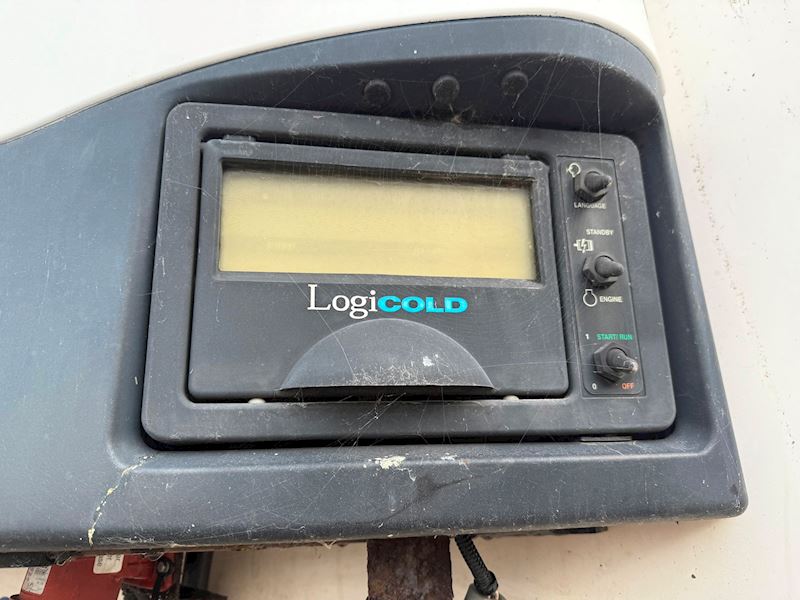 LogiCOLD
LANGUAGE
STANDBY
ENGINE
1 START/RUN
0 OFF